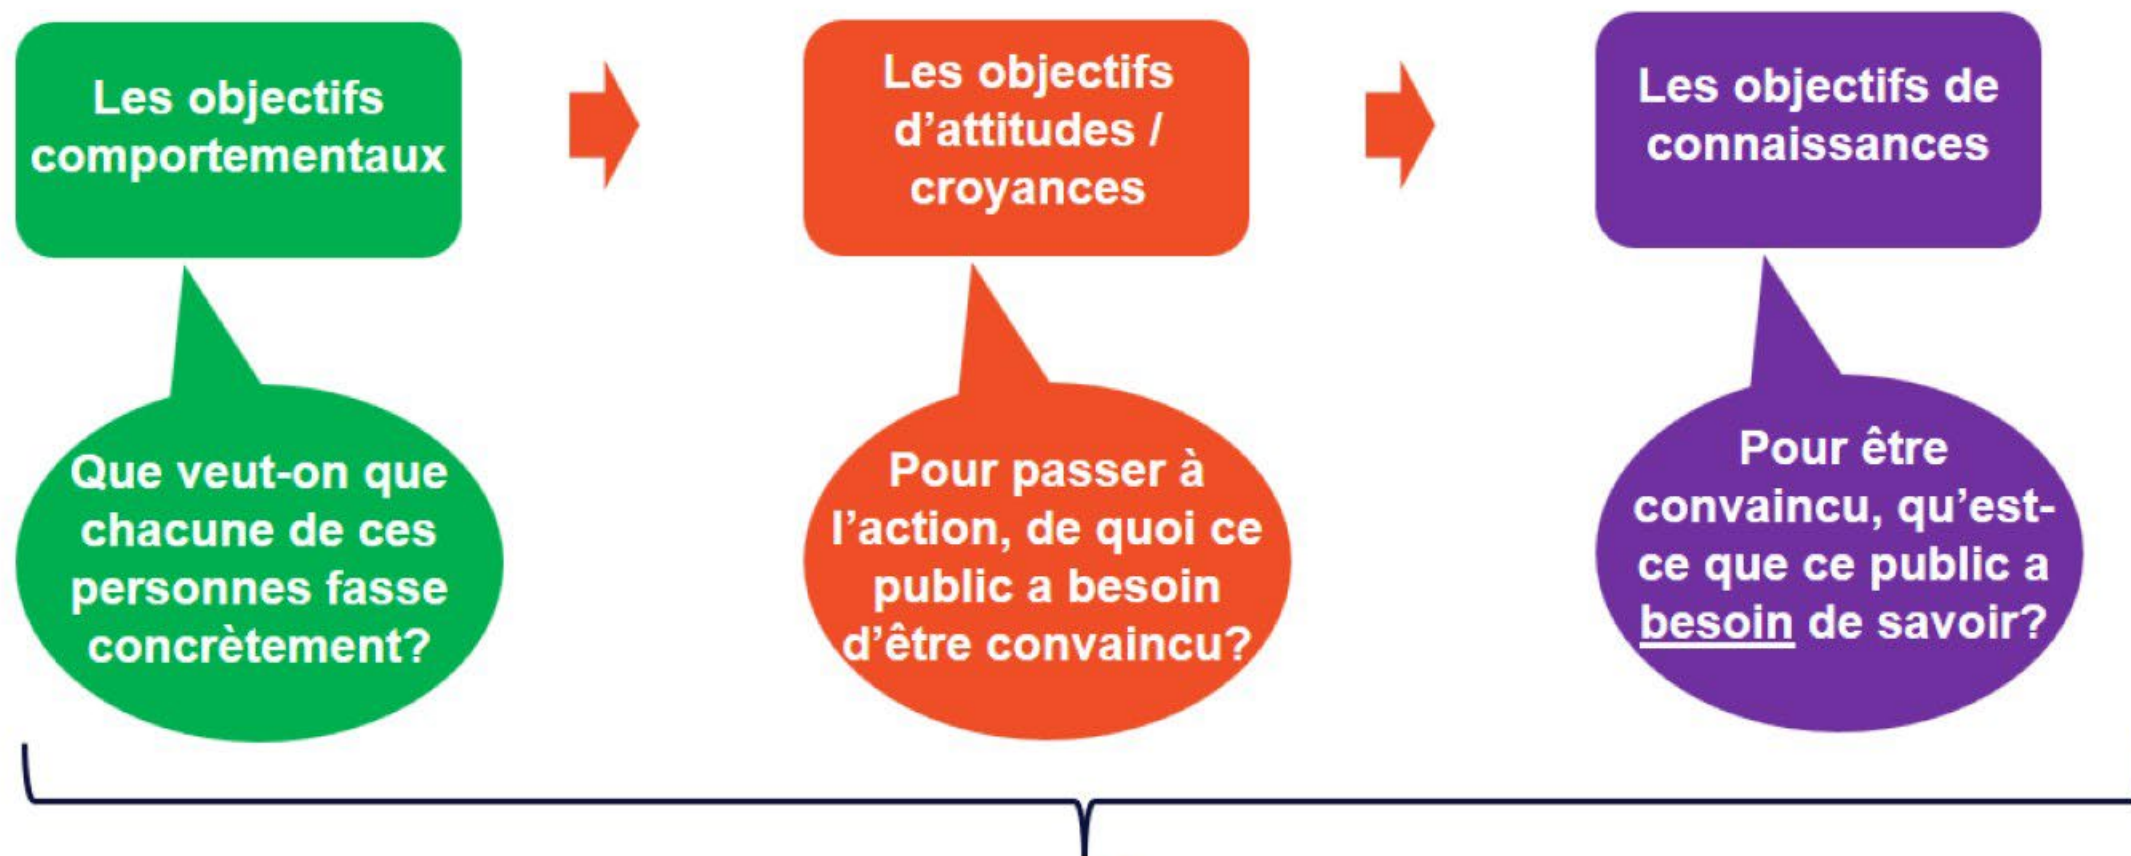 Les objectifs
comportementaux
Les objectifs
d’attitudes /
croyances
Les objectifs de
connaissances
Que veut-on que
chacune de ces
personnes fasse
concrètement?
Pour passer à
l’action, de quoi ce
public a besoin
d’être convaincu?
Pour être
convaincu, qu’est-
ce que ce public a
besoin de savoir?